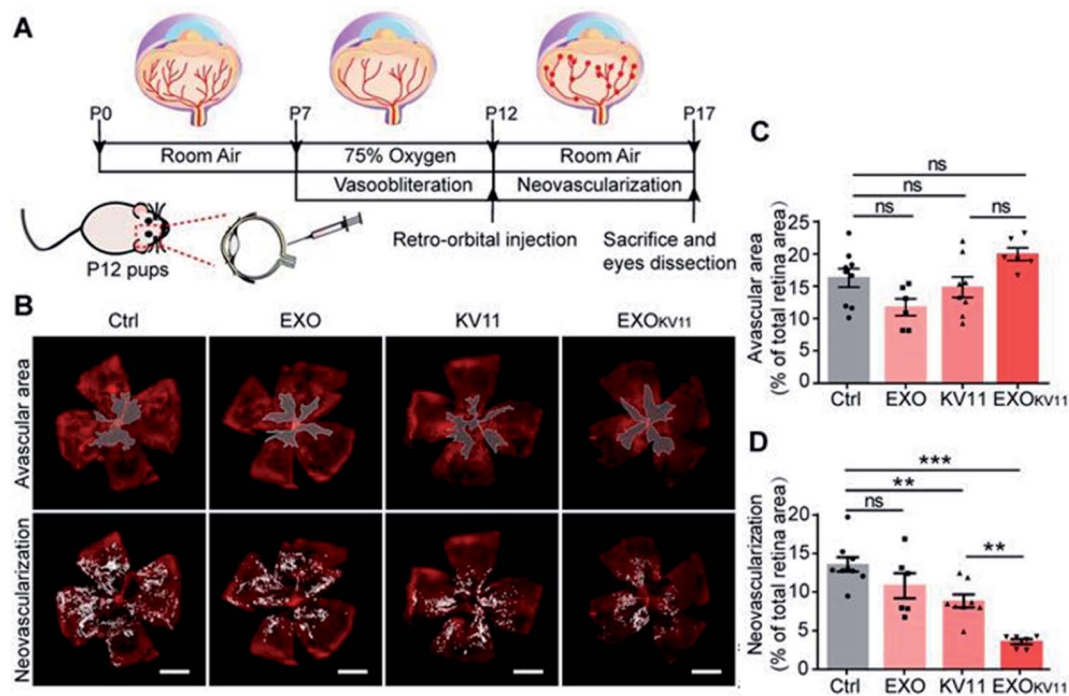 A
P0
P7
P12
P17
Room Air
75% Oxygen
Room Air
Vasoobliteration
Neovascularization
P12 pups
Retro-orbital injection
Sacrifice and
eyes dissection
B
Ctrl
EXO
KV11
EXOKV11
Avascular area
Neovascularization
C
Avascular area
(% of total retina area)
25
20
15
10
5
0
ns
ns
ns
ns
Ctrl
EXO
KV11
EXOKV11
D
Neovascularization
(% of total retina area)
20
15
10
5
0
***
**
ns
**
Ctrl
EXO
KV11
EXOKV11